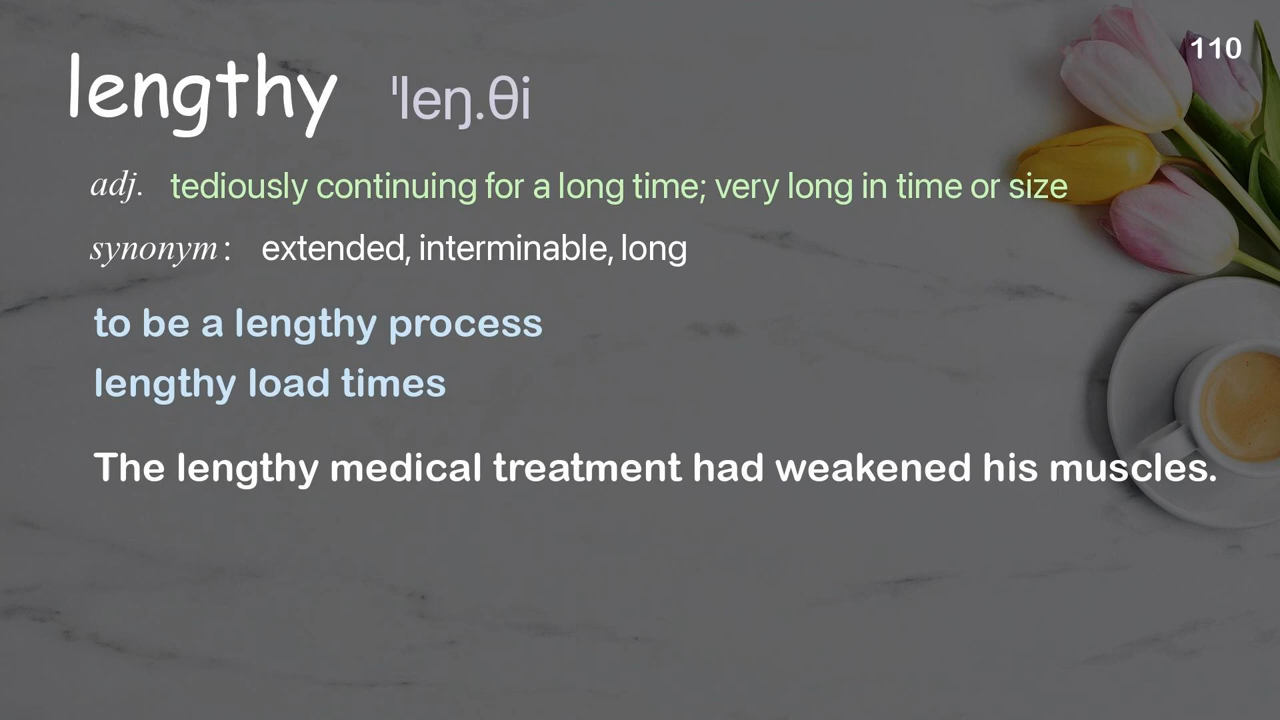 110
lengthy ˈleŋ.θi
adj. tediously continuing for a long time; very long in time or size
synonym: extended, interminable, long
to be a lengthy process
lengthy load times
The lengthy medical treatment had weakened his muscles.